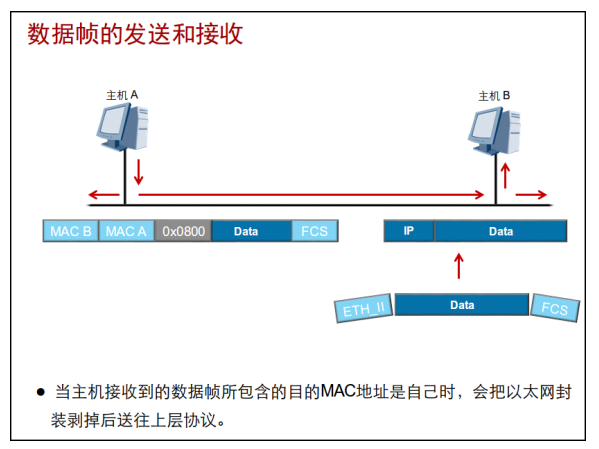 数据帧的发送和接收
主机 A
主机 B
MAC B MAC A 0x0800 Data FCS
IP Data
ETH_II Data FCS
● 当主机接收到的数据帧所包含的目的MAC地址是自己时，会把以太网封
装剥掉后送往上层协议。